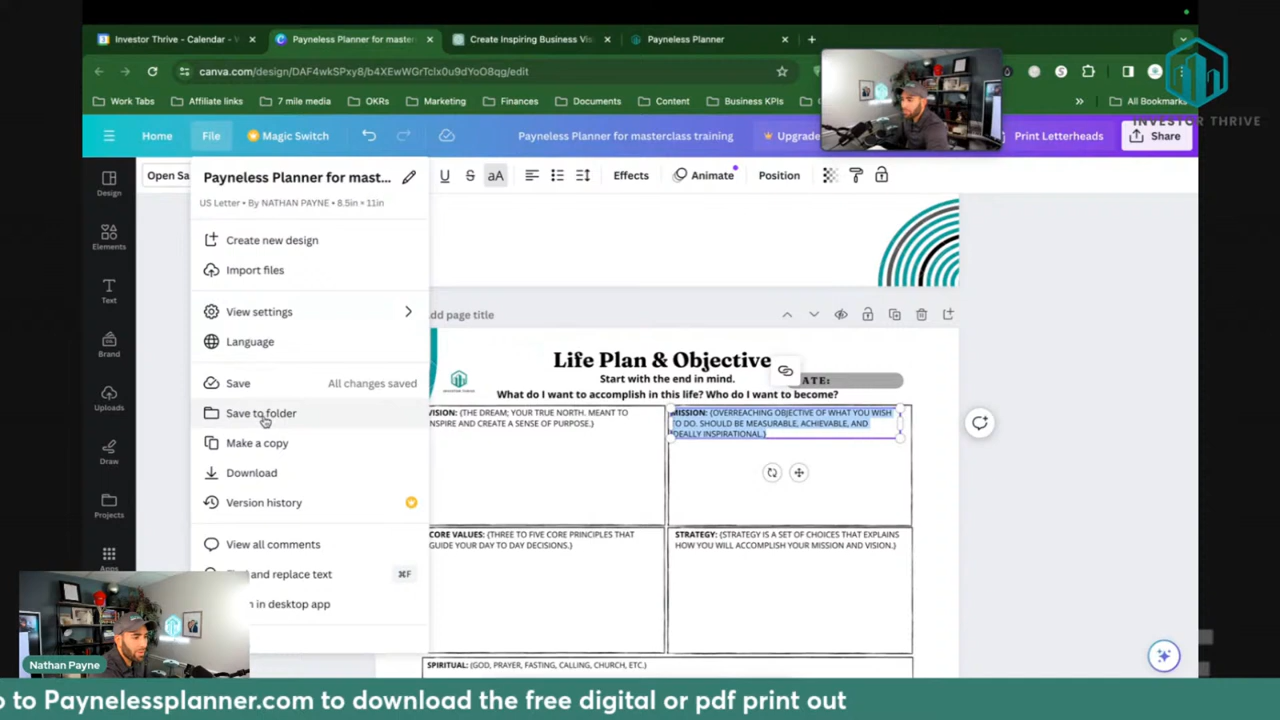 Investor Thrive - Calendar -
Payneless Planner for master
Create Inspiring Business Vis
Payneless Planner
canva.com/design/DAF4wkSPxy8/b4XEwWGrTclx0u9dYoO8qg/edit
Work Tabs
Affiliate links
7 mile media
OKRs
Marketing
Finances
Documents
Content
Business KPIs
All Bookmarks
INVESTOR THRIVE
Home
File
Magic Switch
Payneless Planner for masterclass training
Upgrade
Print Letterheads
Share
Open Sa
U
S
aA
Effects
Animate
Position
Design
Elements
Text
Brand
Uploads
Draw
Projects
Apps
Payneless Planner for mast...
US Letter • By NATHAN PAYNE • 8.5in × 11in
Create new design
Import files
View settings
Language
Save
All changes saved
Save to folder
Make a copy
Download
Version history
View all comments
and replace text
⌘F
in desktop app
dd page title
Life Plan & Objective
Start with the end in mind.
ATE:
What do I want to accomplish in this life? Who do I want to become?
VISION: (THE DREAM; YOUR TRUE NORTH. MEANT TO
INSPIRE AND CREATE A SENSE OF PURPOSE.)
MISSION: (OVERREACHING OBJECTIVE OF WHAT YOU WISH
TO DO. SHOULD BE MEASURABLE, ACHIEVABLE, AND
IDEALLY INSPIRATIONAL.)
CORE VALUES: (THREE TO FIVE CORE PRINCIPLES THAT
GUIDE YOUR DAY TO DAY DECISIONS.)
STRATEGY: (STRATEGY IS A SET OF CHOICES THAT EXPLAINS
HOW YOU WILL ACCOMPLISH YOUR MISSION AND VISION.)
SPIRITUAL: (GOD, PRAYER, FASTING, CALLING, CHURCH, ETC.)
Nathan Payne
o to Paynelessplanner.com to download the free digital or pdf print out